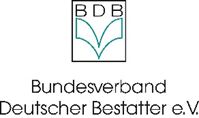 BDB
Bundesverband
Deutscher Bestatter e.V.